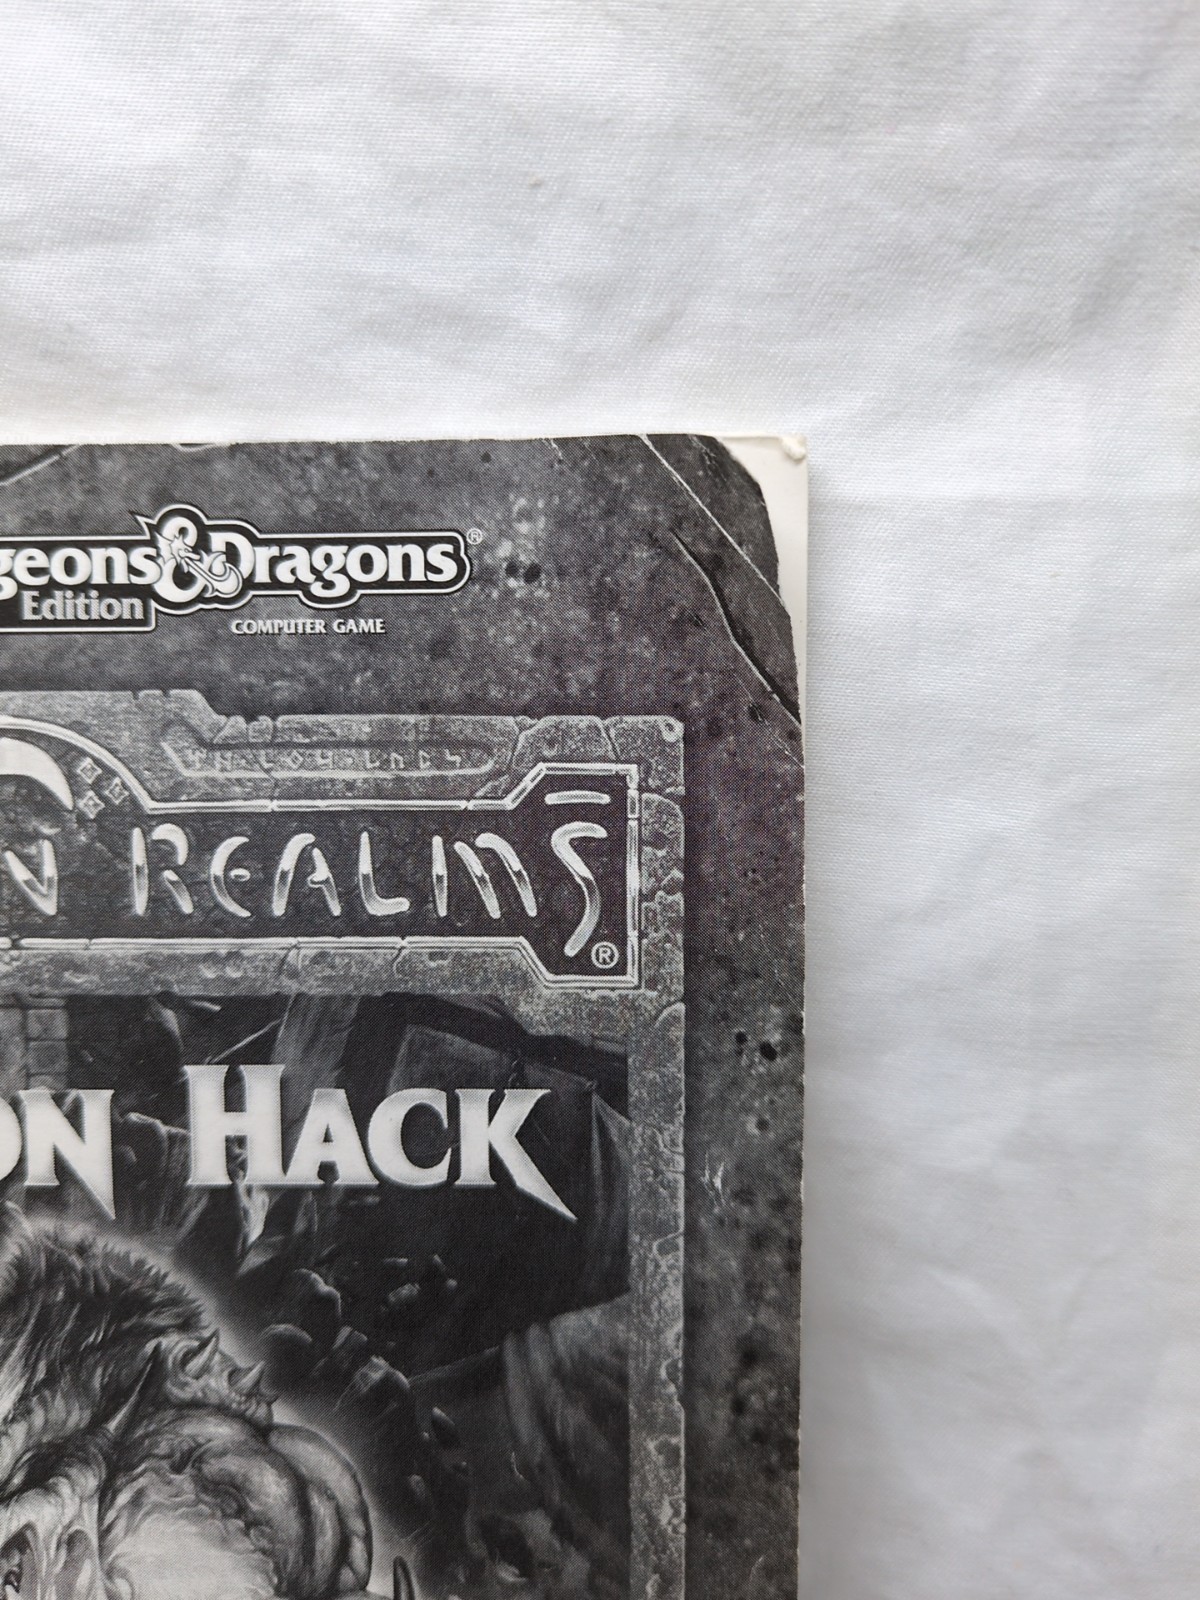 geons & Dragons®
Edition
COMPUTER GAME
N REALMS®
ON HACK